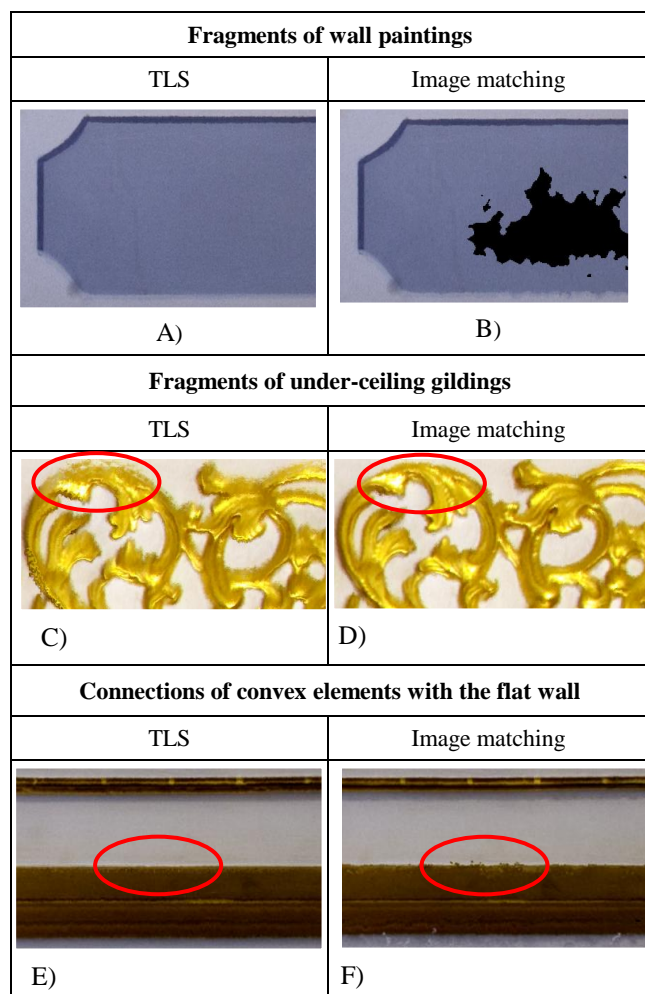 Fragments of wall paintings
TLS Image matching
A) B)
Fragments of under-ceiling gildings
TLS Image matching
C) D)
Connections of convex elements with the flat wall
TLS Image matching
E) F)